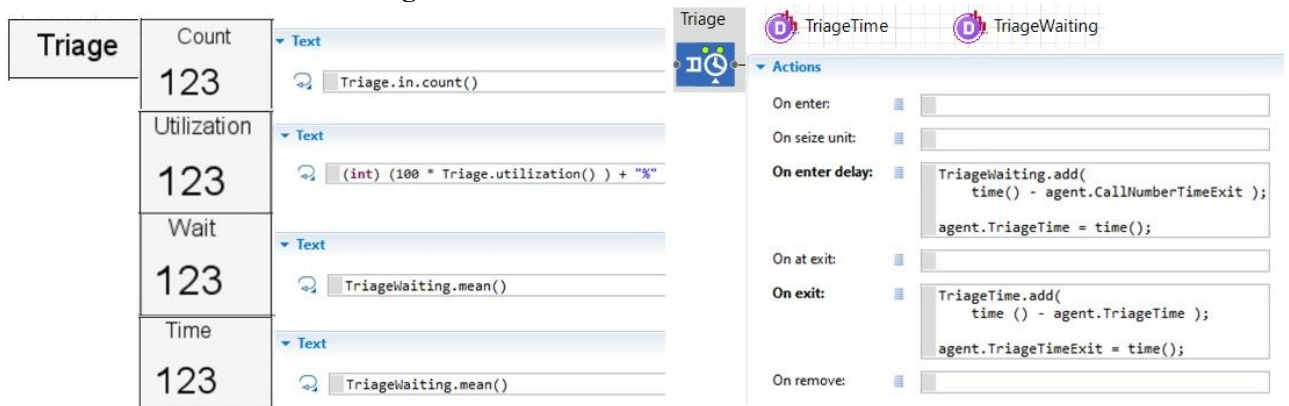 Triage
Count
123
Text
Triage.in.count()
Utilization
123
Text
(int) (100 * Triage.utilization() ) + "%"
Wait
123
Text
TriageWaiting.mean()
Time
123
Text
TriageWaiting.mean()
Triage
TriageTime
TriageWaiting
Actions
On enter:
On seize unit:
On enter delay:
TriageWaiting.add(
time() - agent.CallNumberTimeExit );
agent.TriageTime = time();
On at exit:
On exit:
TriageTime.add(
time () - agent.TriageTime );
agent.TriageTimeExit = time();
On remove: